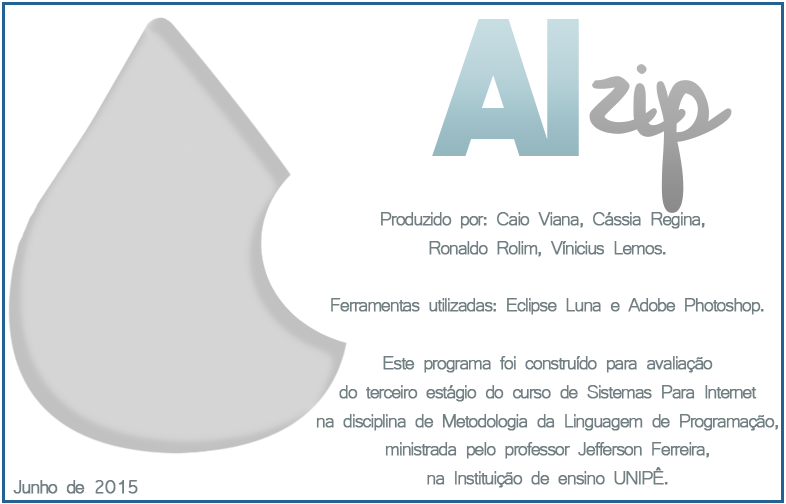 AIzip
Produzido por: Caio Viana, Cássia Regina,
Ronaldo Rolim, Vínicius Lemos.
Ferramentas utilizadas: Eclipse Luna e Adobe Photoshop.
Este programa foi construído para avaliação
do terceiro estágio do curso de Sistemas Para Internet
na disciplina de Metodologia da Linguagem de Programação,
ministrada pelo professor Jefferson Ferreira,
na Instituição de ensino UNIPÊ.
Junho de 2015